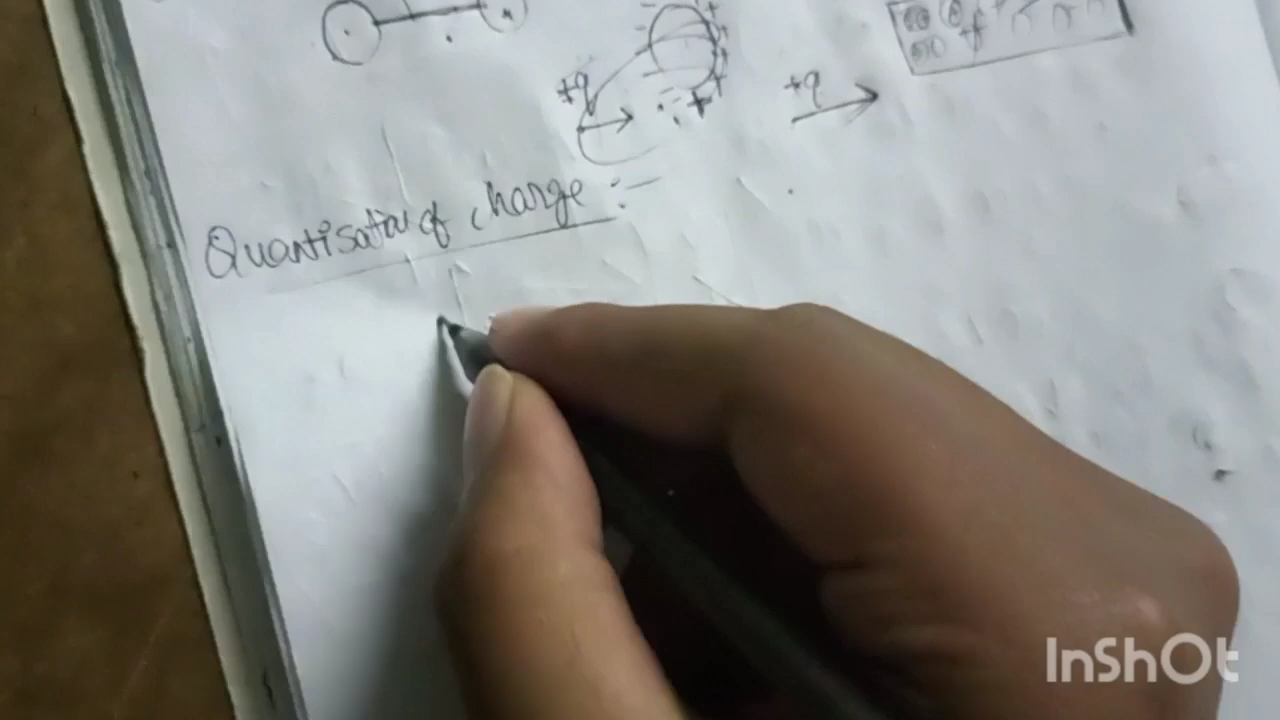 +q
+q
Quantisation of charge :-
InShOt